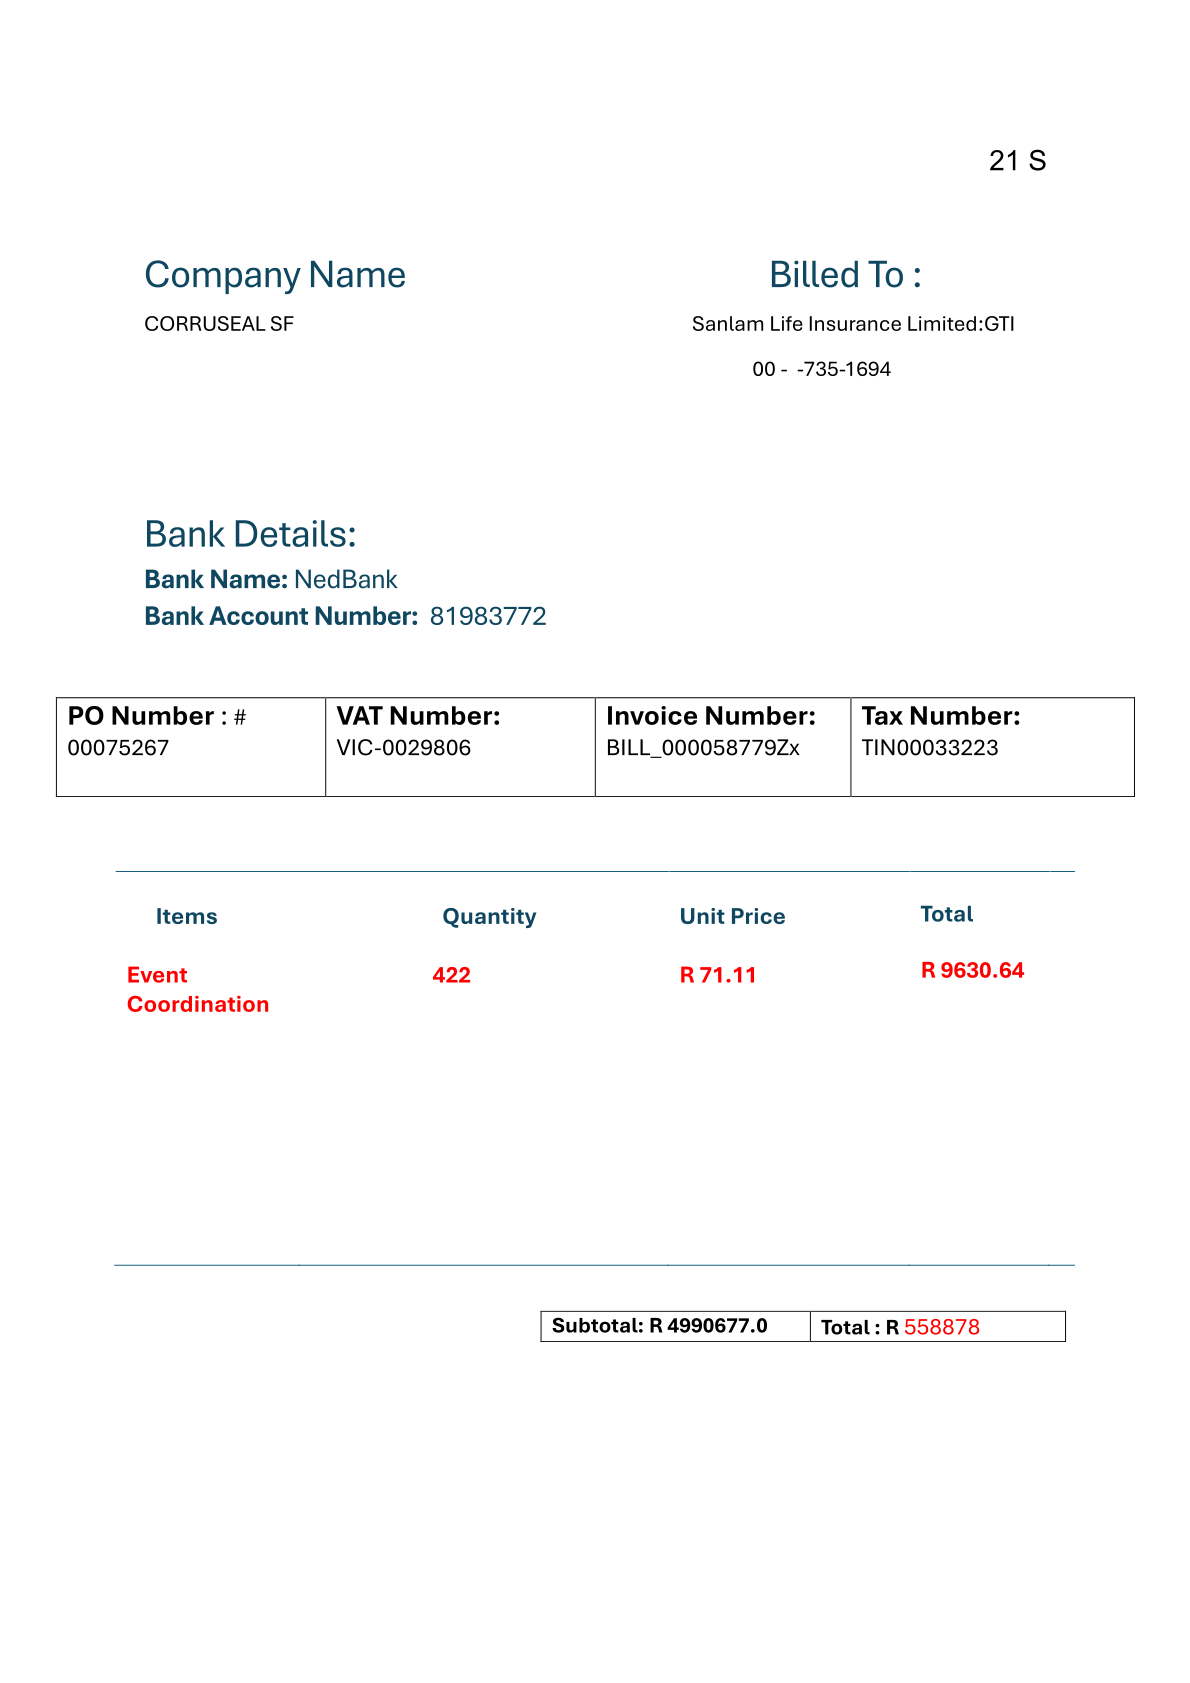 21 S
Company Name
Billed To :
CORRUSEAL SF
Sanlam Life Insurance Limited:GTI
00 - -735-1694
Bank Details:
Bank Name: NedBank
Bank Account Number: 81983772
PO Number : #
00075267
VAT Number:
VIC-0029806
Invoice Number:
BILL_000058779Zx
Tax Number:
TIN00033223
Items Quantity Unit Price Total
Event 422 R 71.11 R 9630.64
Coordination
Subtotal: R 4990677.0 Total : R 558878